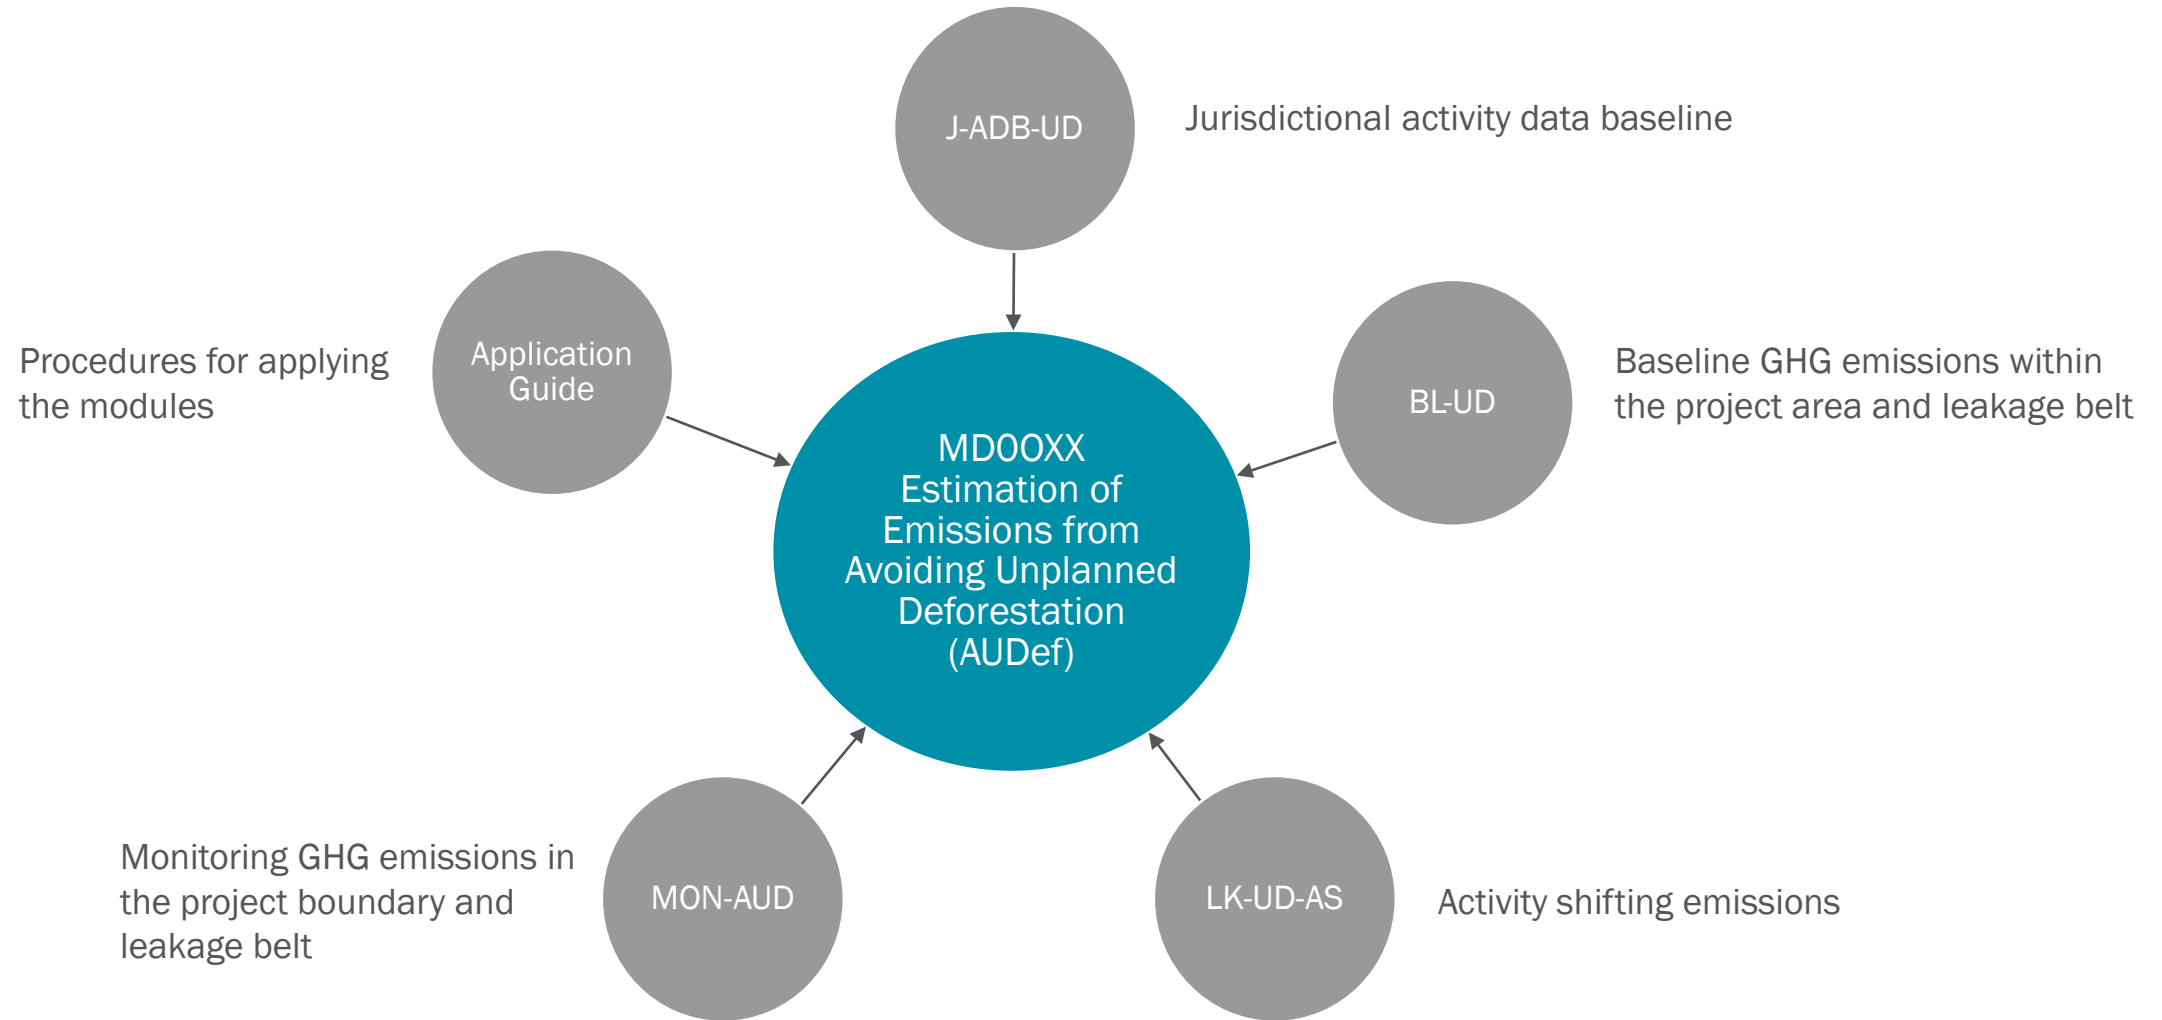 J-ADB-UD
Jurisdictional activity data baseline
Application
Guide
Procedures for applying
the modules
BL-UD
Baseline GHG emissions within
the project area and leakage belt
MD00XX
Estimation of
Emissions from
Avoiding Unplanned
Deforestation
(AUDef)
Monitoring GHG emissions in
the project boundary and
leakage belt
MON-AUD
LK-UD-AS
Activity shifting emissions